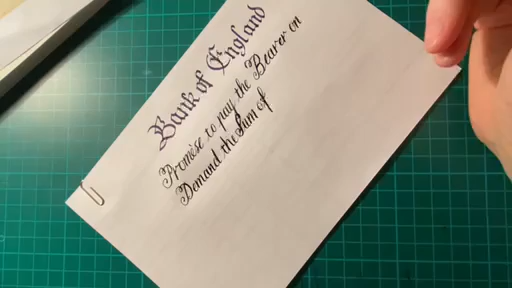 Bank of England
Promise to pay the Bearer on
Demand the Sum of